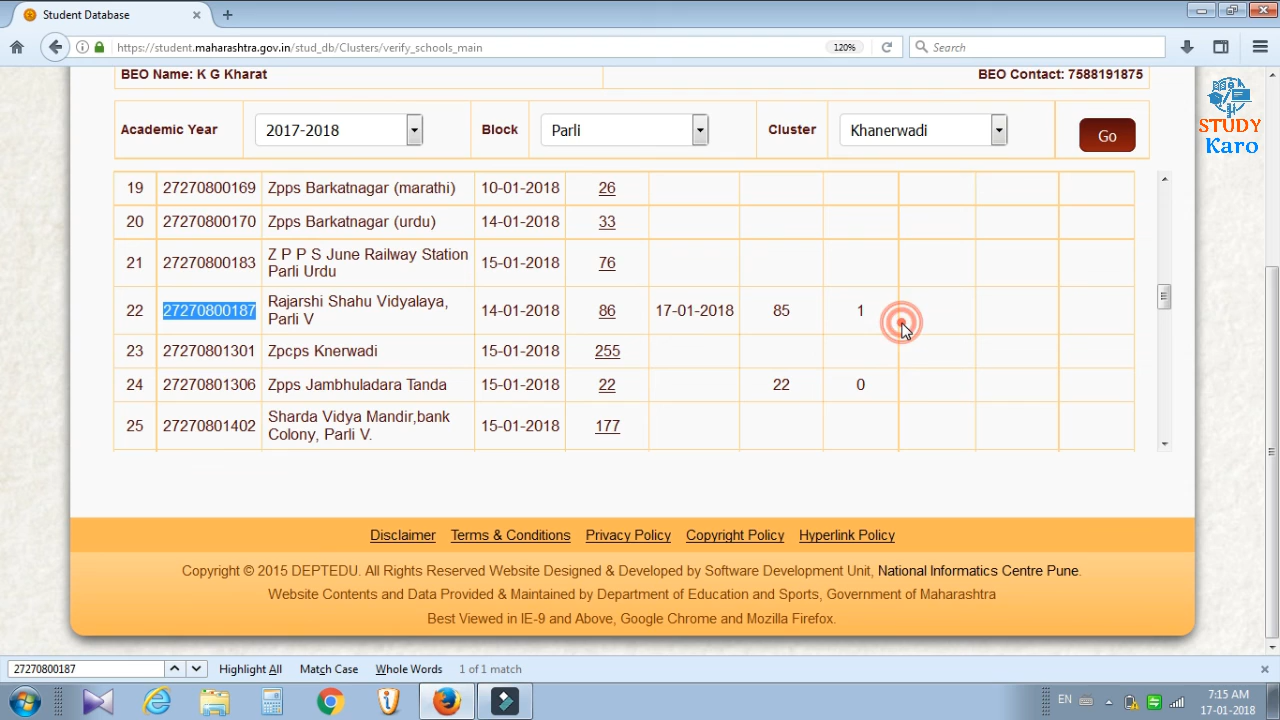 Student Database
https://student.maharashtra.gov.in/stud_db/Clusters/verify_schools_main
120%
Search
BEO Name: K G Kharat
BEO Contact: 7588191875
STUDY
Karo
Academic Year 2017-2018 Block Parli Cluster Khanerwadi Go
19 27270800169 Zpps Barkatnagar (marathi) 10-01-2018 26
20 27270800170 Zpps Barkatnagar (urdu) 14-01-2018 33
21 27270800183 Z P P S June Railway Station Parli Urdu 15-01-2018 76
22 27270800187 Rajarshi Shahu Vidyalaya, Parli V 14-01-2018 86 17-01-2018 85 1
23 27270801301 Zpcps Knerwadi 15-01-2018 255
24 27270801306 Zpps Jambhuladara Tanda 15-01-2018 22 22 0
25 27270801402 Sharda Vidya Mandir,bank Colony, Parli V. 15-01-2018 177
Disclaimer Terms & Conditions Privacy Policy Copyright Policy Hyperlink Policy
Copyright © 2015 DEPTEDU. All Rights Reserved Website Designed & Developed by Software Development Unit, National Informatics Centre Pune.
Website Contents and Data Provided & Maintained by Department of Education and Sports, Government of Maharashtra
Best Viewed in IE-9 and Above, Google Chrome and Mozilla Firefox.
27270800187 Highlight All Match Case Whole Words 1 of 1 match
EN
7:15 AM
17-01-2018